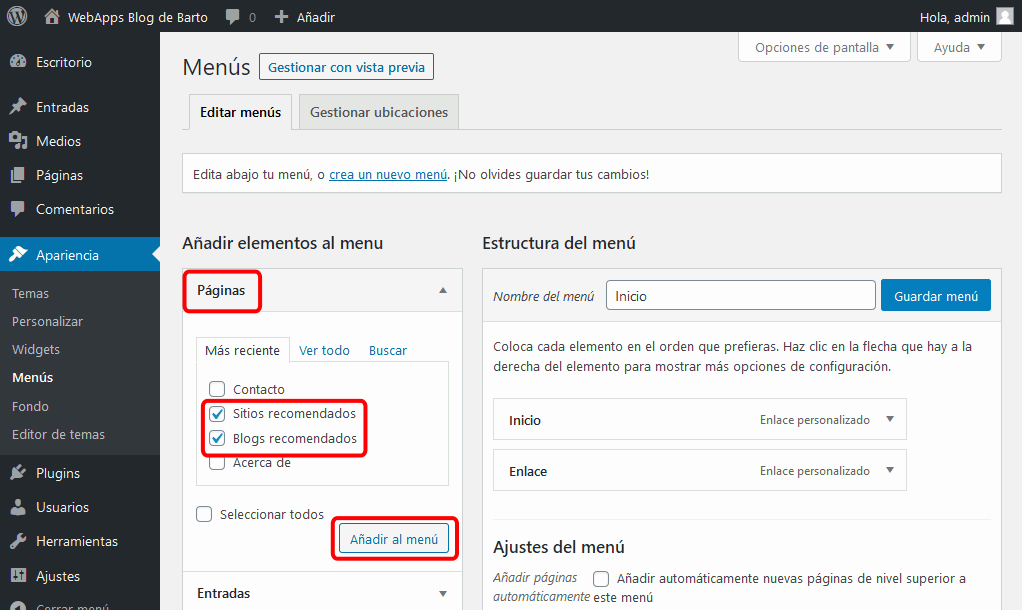 WebApps Blog de Barto 0 Añadir Hola, admin
Escritorio
Entradas
Medios
Páginas
Comentarios
Apariencia
Temas
Personalizar
Widgets
Menús
Fondo
Editor de temas
Plugins
Usuarios
Herramientas
Ajustes
Cerrar menú
Opciones de pantalla Ayuda
Menús Gestionar con vista previa
Editar menús Gestionar ubicaciones
Edita abajo tu menú, o crea un nuevo menú. ¡No olvides guardar tus cambios!
Añadir elementos al menu
Páginas
Más reciente Ver todo Buscar
Contacto
Sitios recomendados
Blogs recomendados
Acerca de
Seleccionar todos
Añadir al menú
Entradas
Estructura del menú
Nombre del menú Inicio Guardar menú
Coloca cada elemento en el orden que prefieras. Haz clic en la flecha que hay a la
derecha del elemento para mostrar más opciones de configuración.
Inicio Enlace personalizado
Enlace Enlace personalizado
Ajustes del menú
Añadir páginas automáticamente
Añadir automáticamente nuevas páginas de nivel superior a
este menú